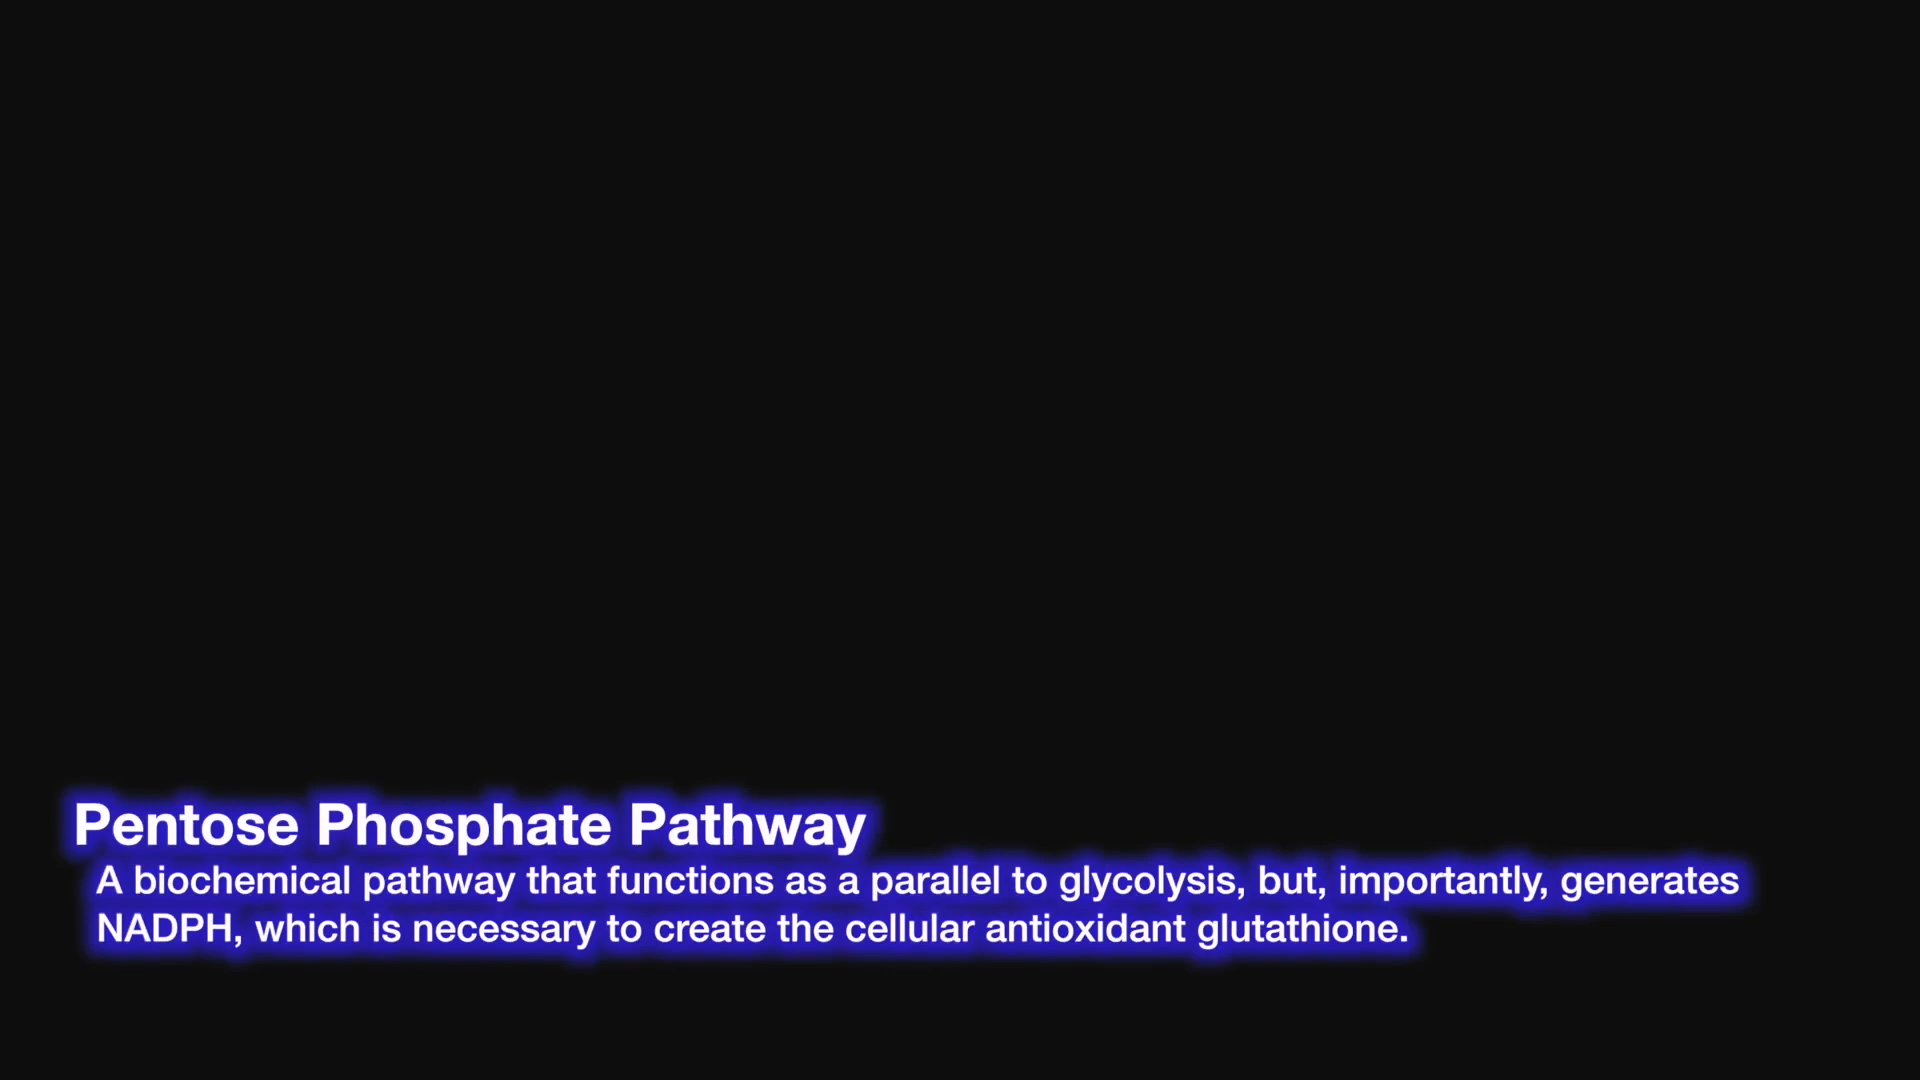 Pentose Phosphate Pathway
A biochemical pathway that functions as a parallel to glycolysis, but, importantly, generates
NADPH, which is necessary to create the cellular antioxidant glutathione.